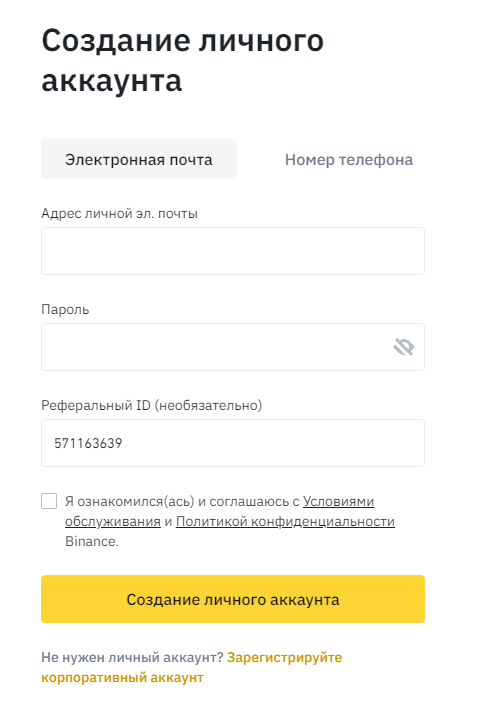 Создание личного
аккаунта
Электронная почта
Номер телефона
Адрес личной эл. почты
Пароль
Реферальный ID (необязательно)
571163639
Я ознакомился(ась) и соглашаюсь с Условиями
обслуживания и Политикой конфиденциальности
Binance.
Создание личного аккаунта
Не нужен личный аккаунт? Зарегистрируйте
корпоративный аккаунт